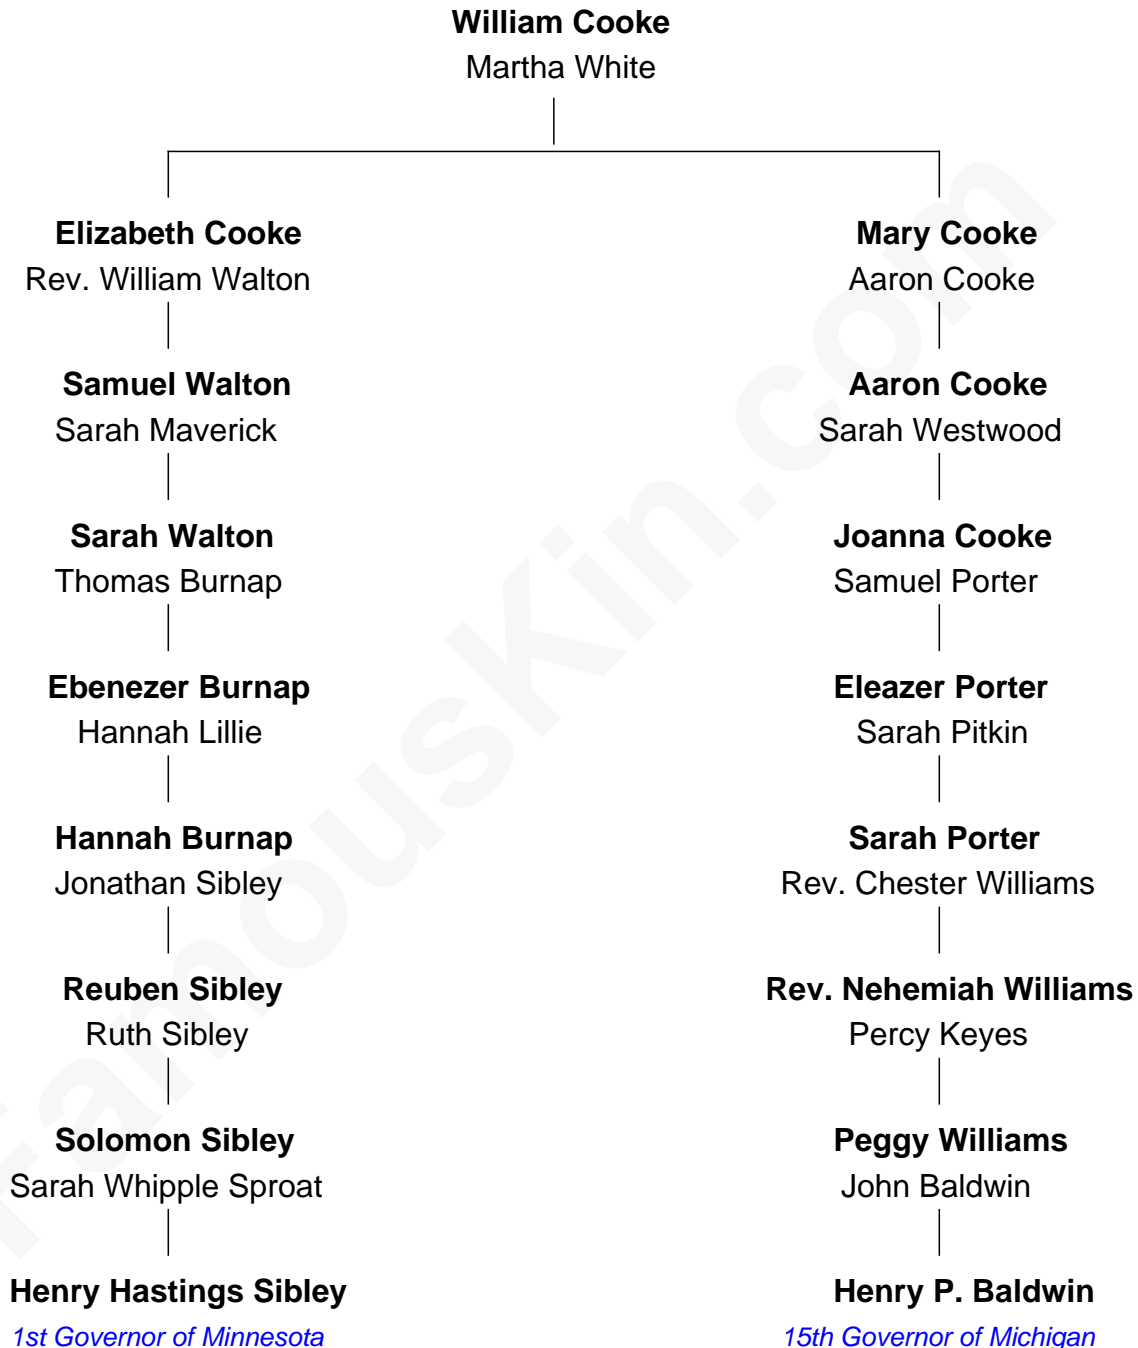 William Cooke
Martha White
Elizabeth Cooke
Rev. William Walton
Mary Cooke
Aaron Cooke
Samuel Walton
Sarah Maverick
Aaron Cooke
Sarah Westwood
Sarah Walton
Thomas Burnap
Joanna Cooke
Samuel Porter
Ebenezer Burnap
Hannah Lillie
Eleazer Porter
Sarah Pitkin
Hannah Burnap
Jonathan Sibley
Sarah Porter
Rev. Chester Williams
Reuben Sibley
Ruth Sibley
Rev. Nehemiah Williams
Percy Keyes
Solomon Sibley
Sarah Whipple Sproat
Peggy Williams
John Baldwin
Henry Hastings Sibley
1st Governor of Minnesota
Henry P. Baldwin
15th Governor of Michigan
FamousKin.com